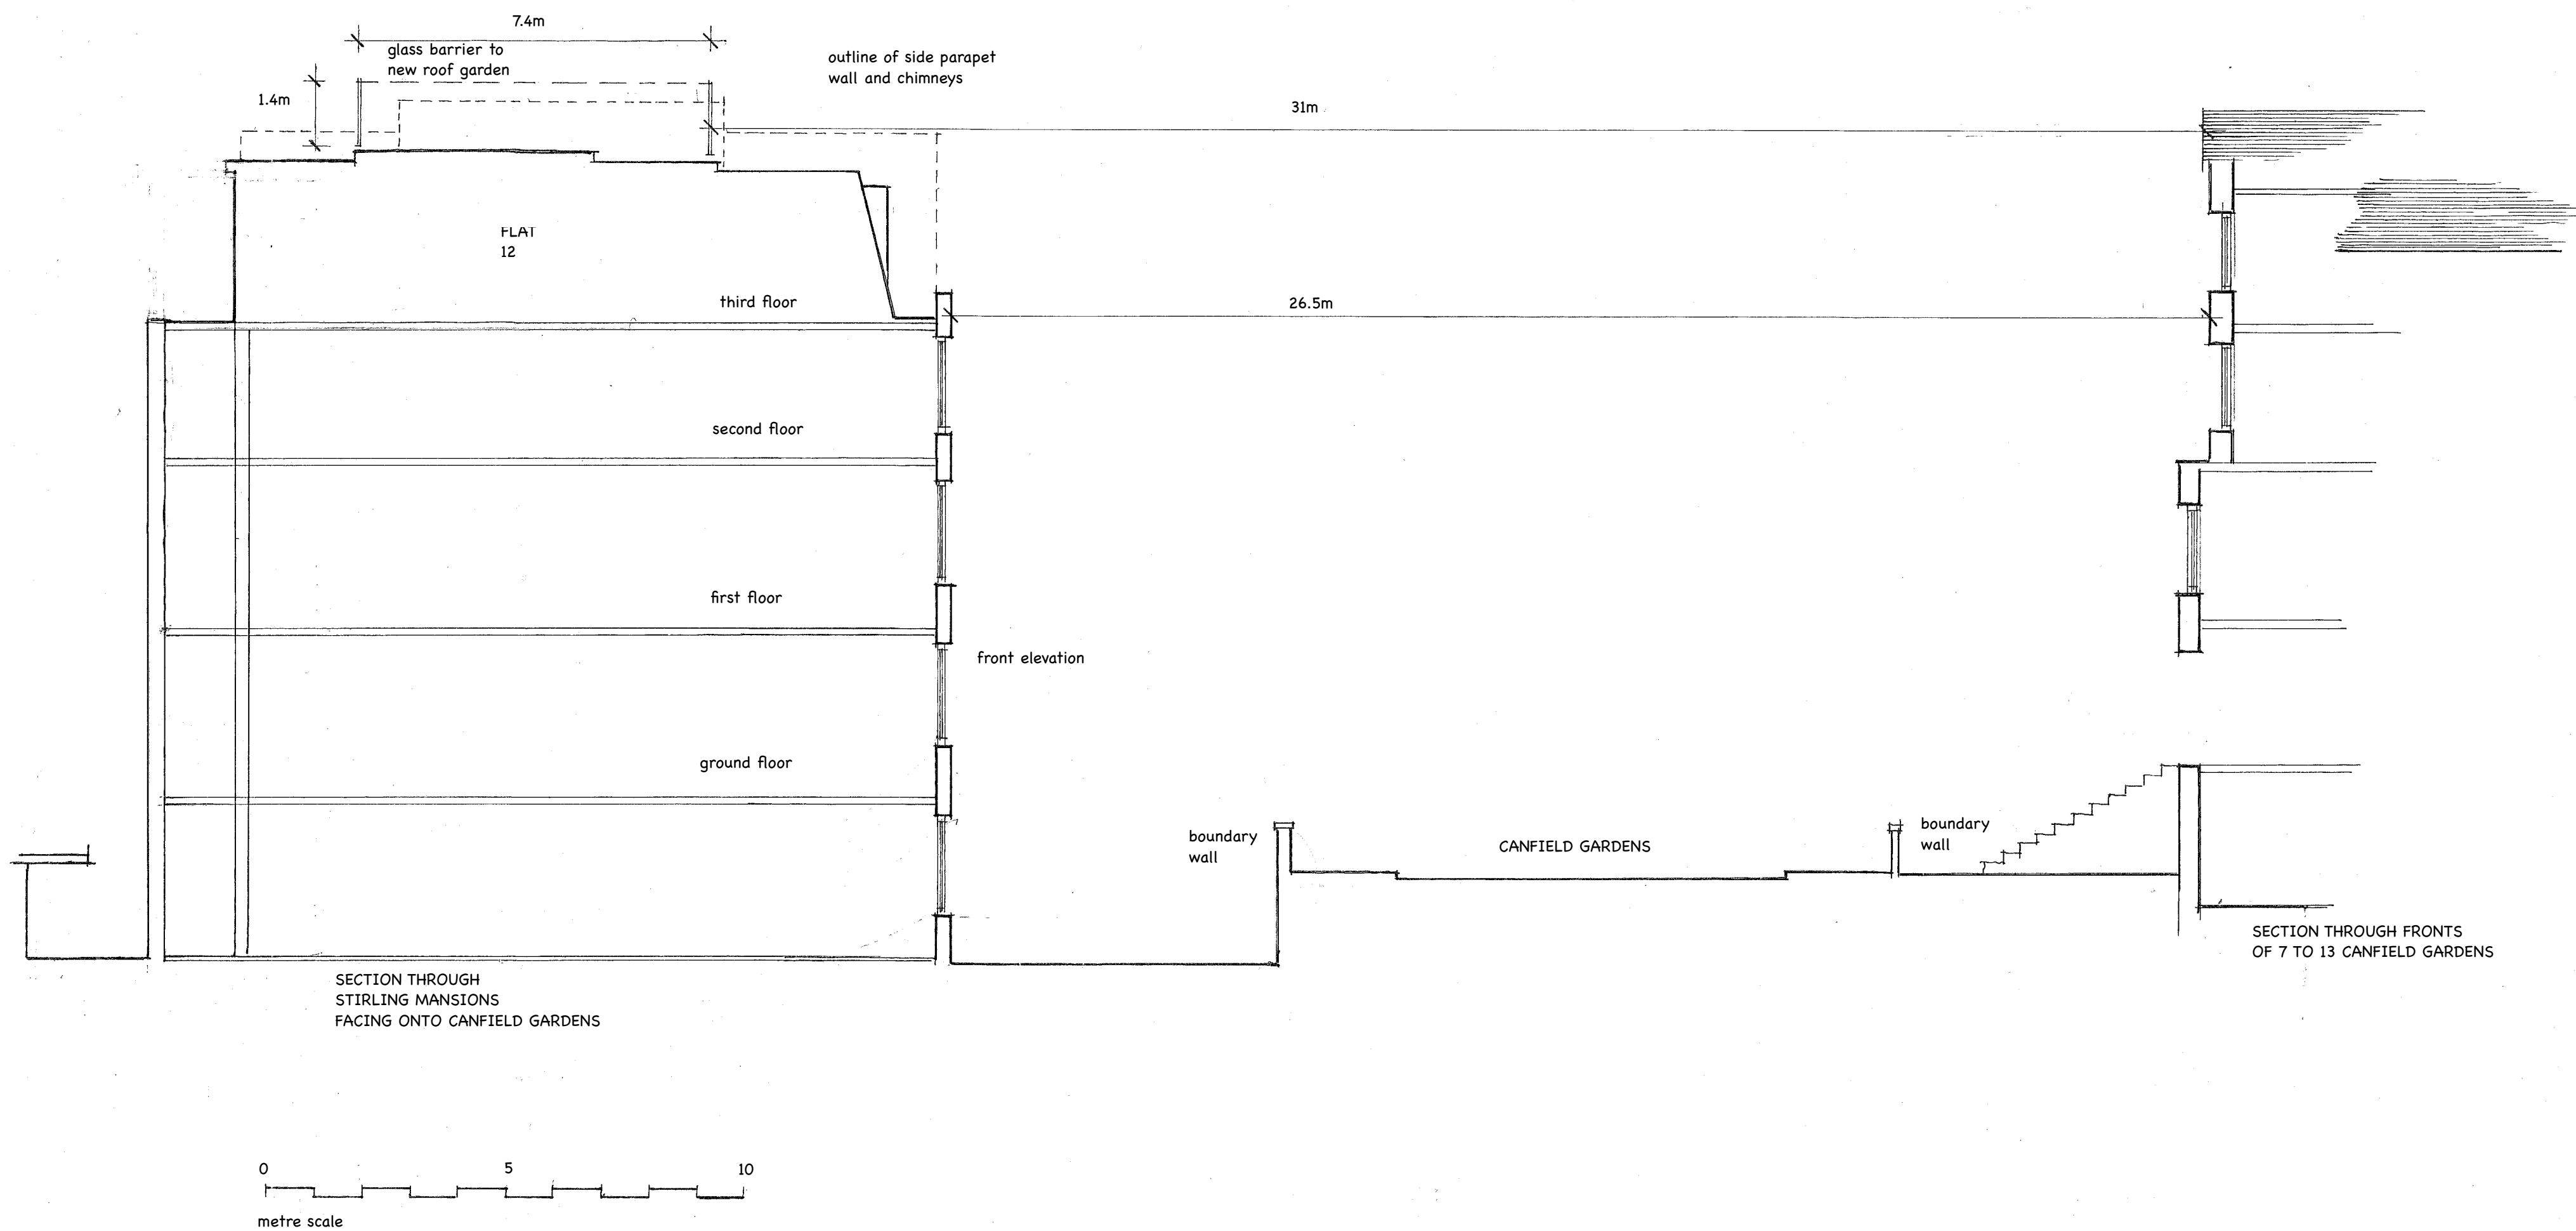 7.4m
glass barrier to
new roof garden
outline of side parapet
wall and chimneys
1.4m
31m
FLAT
12
third floor
26.5m
second floor
first floor
front elevation
ground floor
boundary
wall
CANFIELD GARDENS
boundary
wall
SECTION THROUGH FRONTS
OF 7 TO 13 CANFIELD GARDENS
SECTION THROUGH
STIRLING MANSIONS
FACING ONTO CANFIELD GARDENS
0 5 10
metre scale